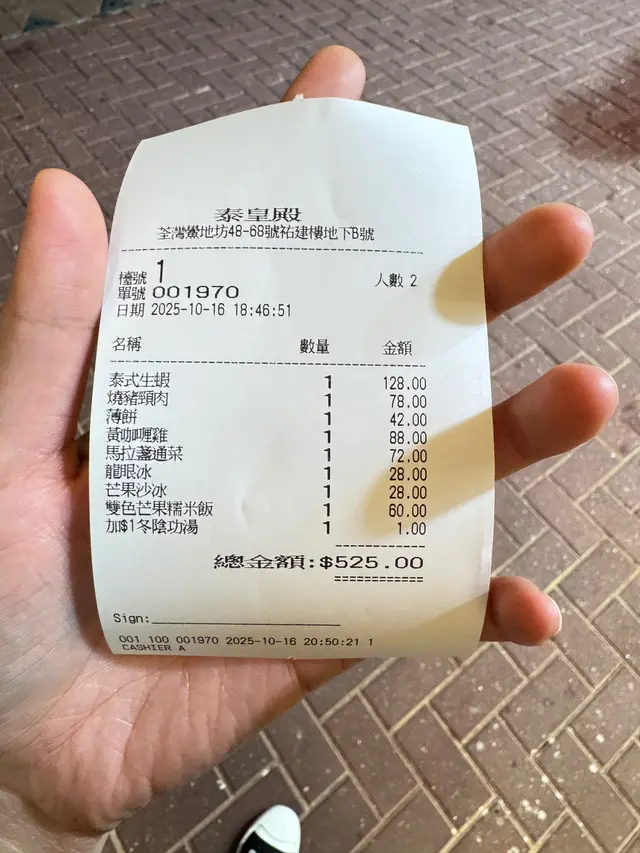 泰皇殿
荃灣鱟地坊48-68號祐建樓地下B號
檯號 1 人數 2
單號 001970
日期 2025-10-16 18:46:51
名稱 數量 金額
泰式生蝦 1 128.00
燒豬頸肉 1 78.00
薄餅 1 42.00
黃咖喱雞 1 88.00
馬拉盞通菜 1 72.00
龍眼冰 1 28.00
芒果沙冰 1 28.00
雙色芒果糯米飯 1 60.00
加$1冬陰功湯 1 1.00
總金額:$525.00
Sign:
001 100 001970 2025-10-16 20:50:21 1
CASHIER A